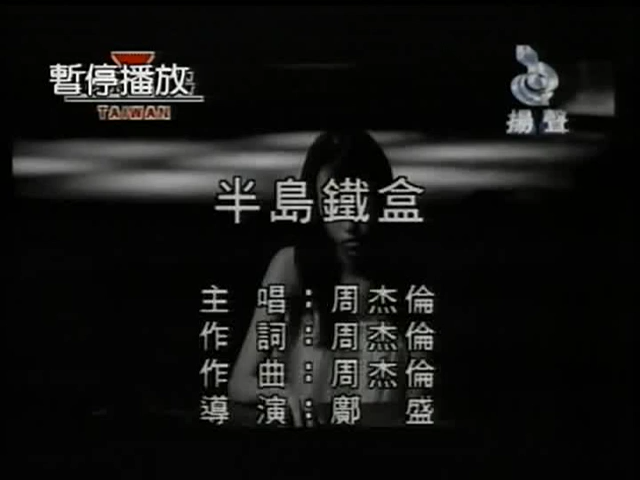 暫停播放
TAIWAN
揚聲
半島鐵盒
主 唱：周杰倫
作 詞：周杰倫
作 曲：周杰倫
導 演：鄺 盛